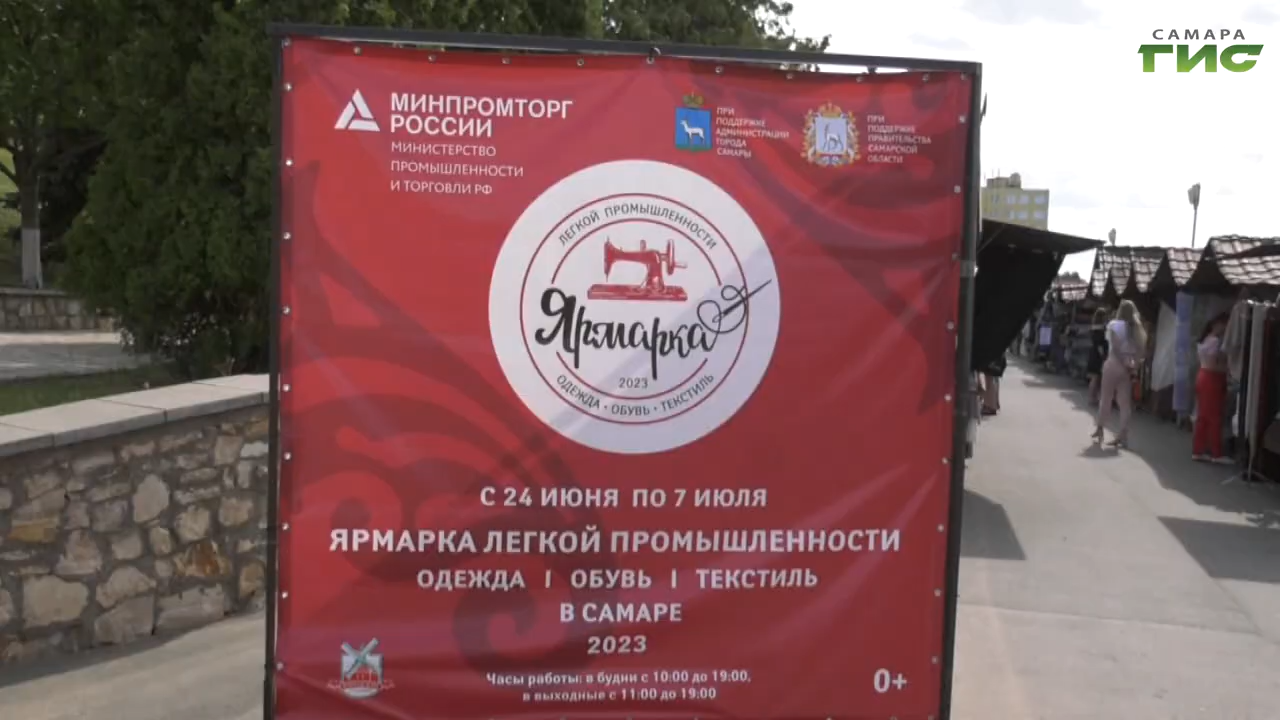 САМАРА
ГИС
МИНПРОМТОРГ
РОССИИ
МИНИСТЕРСТВО
ПРОМЫШЛЕННОСТИ
И ТОРГОВЛИ РФ
ПРИ
ПОДДЕРЖКЕ
АДМИНИСТРАЦИИ
ГОРОДА
САМАРЫ
ПРИ
ПОДДЕРЖКЕ
ПРАВИТЕЛЬСТВА
САМАРСКОЙ
ОБЛАСТИ
ЛЕГКОЙ ПРОМЫШЛЕННОСТИ
Ярмарка
2023
ОДЕЖДА · ОБУВЬ · ТЕКСТИЛЬ
С 24 ИЮНЯ ПО 7 ИЮЛЯ
ЯРМАРКА ЛЕГКОЙ ПРОМЫШЛЕННОСТИ
ОДЕЖДА | ОБУВЬ | ТЕКСТИЛЬ
В САМАРЕ
2023
Часы работы: в будни с 10:00 до 19:00,
в выходные с 11:00 до 19:00
0+